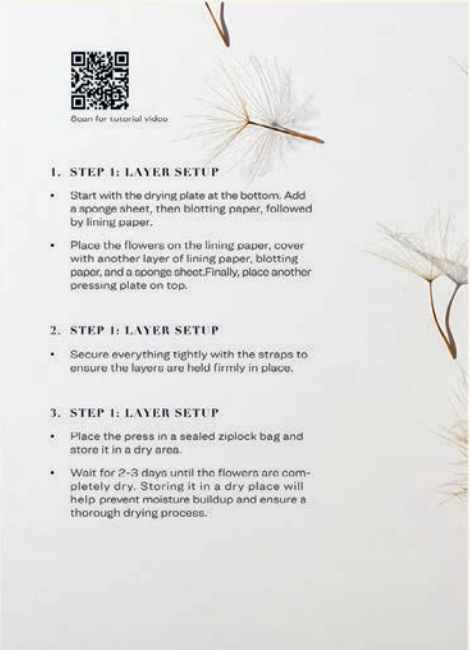 Scan for tutorial video
1. STEP 1: LAYER SETUP
• Start with the drying plate at the bottom. Add
a sponge sheet, then blotting paper, followed
by lining paper.
• Place the flowers on the lining paper, cover
with another layer of lining paper, blotting
paper, and a sponge sheet.Finally, place another
pressing plate on top.
2. STEP 1: LAYER SETUP
• Secure everything tightly with the straps to
ensure the layers are held firmly in place.
3. STEP 1: LAYER SETUP
• Place the press in a sealed ziplock bag and
store it in a dry area.
• Wait for 2-3 days until the flowers are com-
pletely dry. Storing it in a dry place will
help prevent moisture buildup and ensure a
thorough drying process.